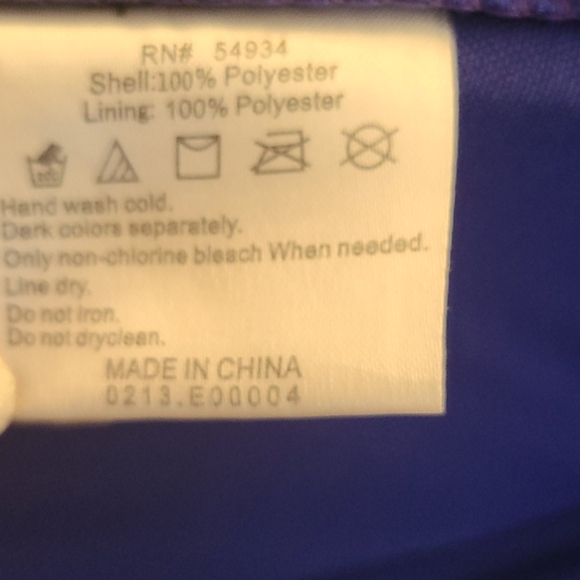 RN# 54934
Shell:100% Polyester
Lining: 100% Polyester
Hand wash cold.
Dark colors separately.
Only non-chlorine bleach When needed.
Line dry.
Do not iron.
Do not dryclean.
MADE IN CHINA
0213.E00004